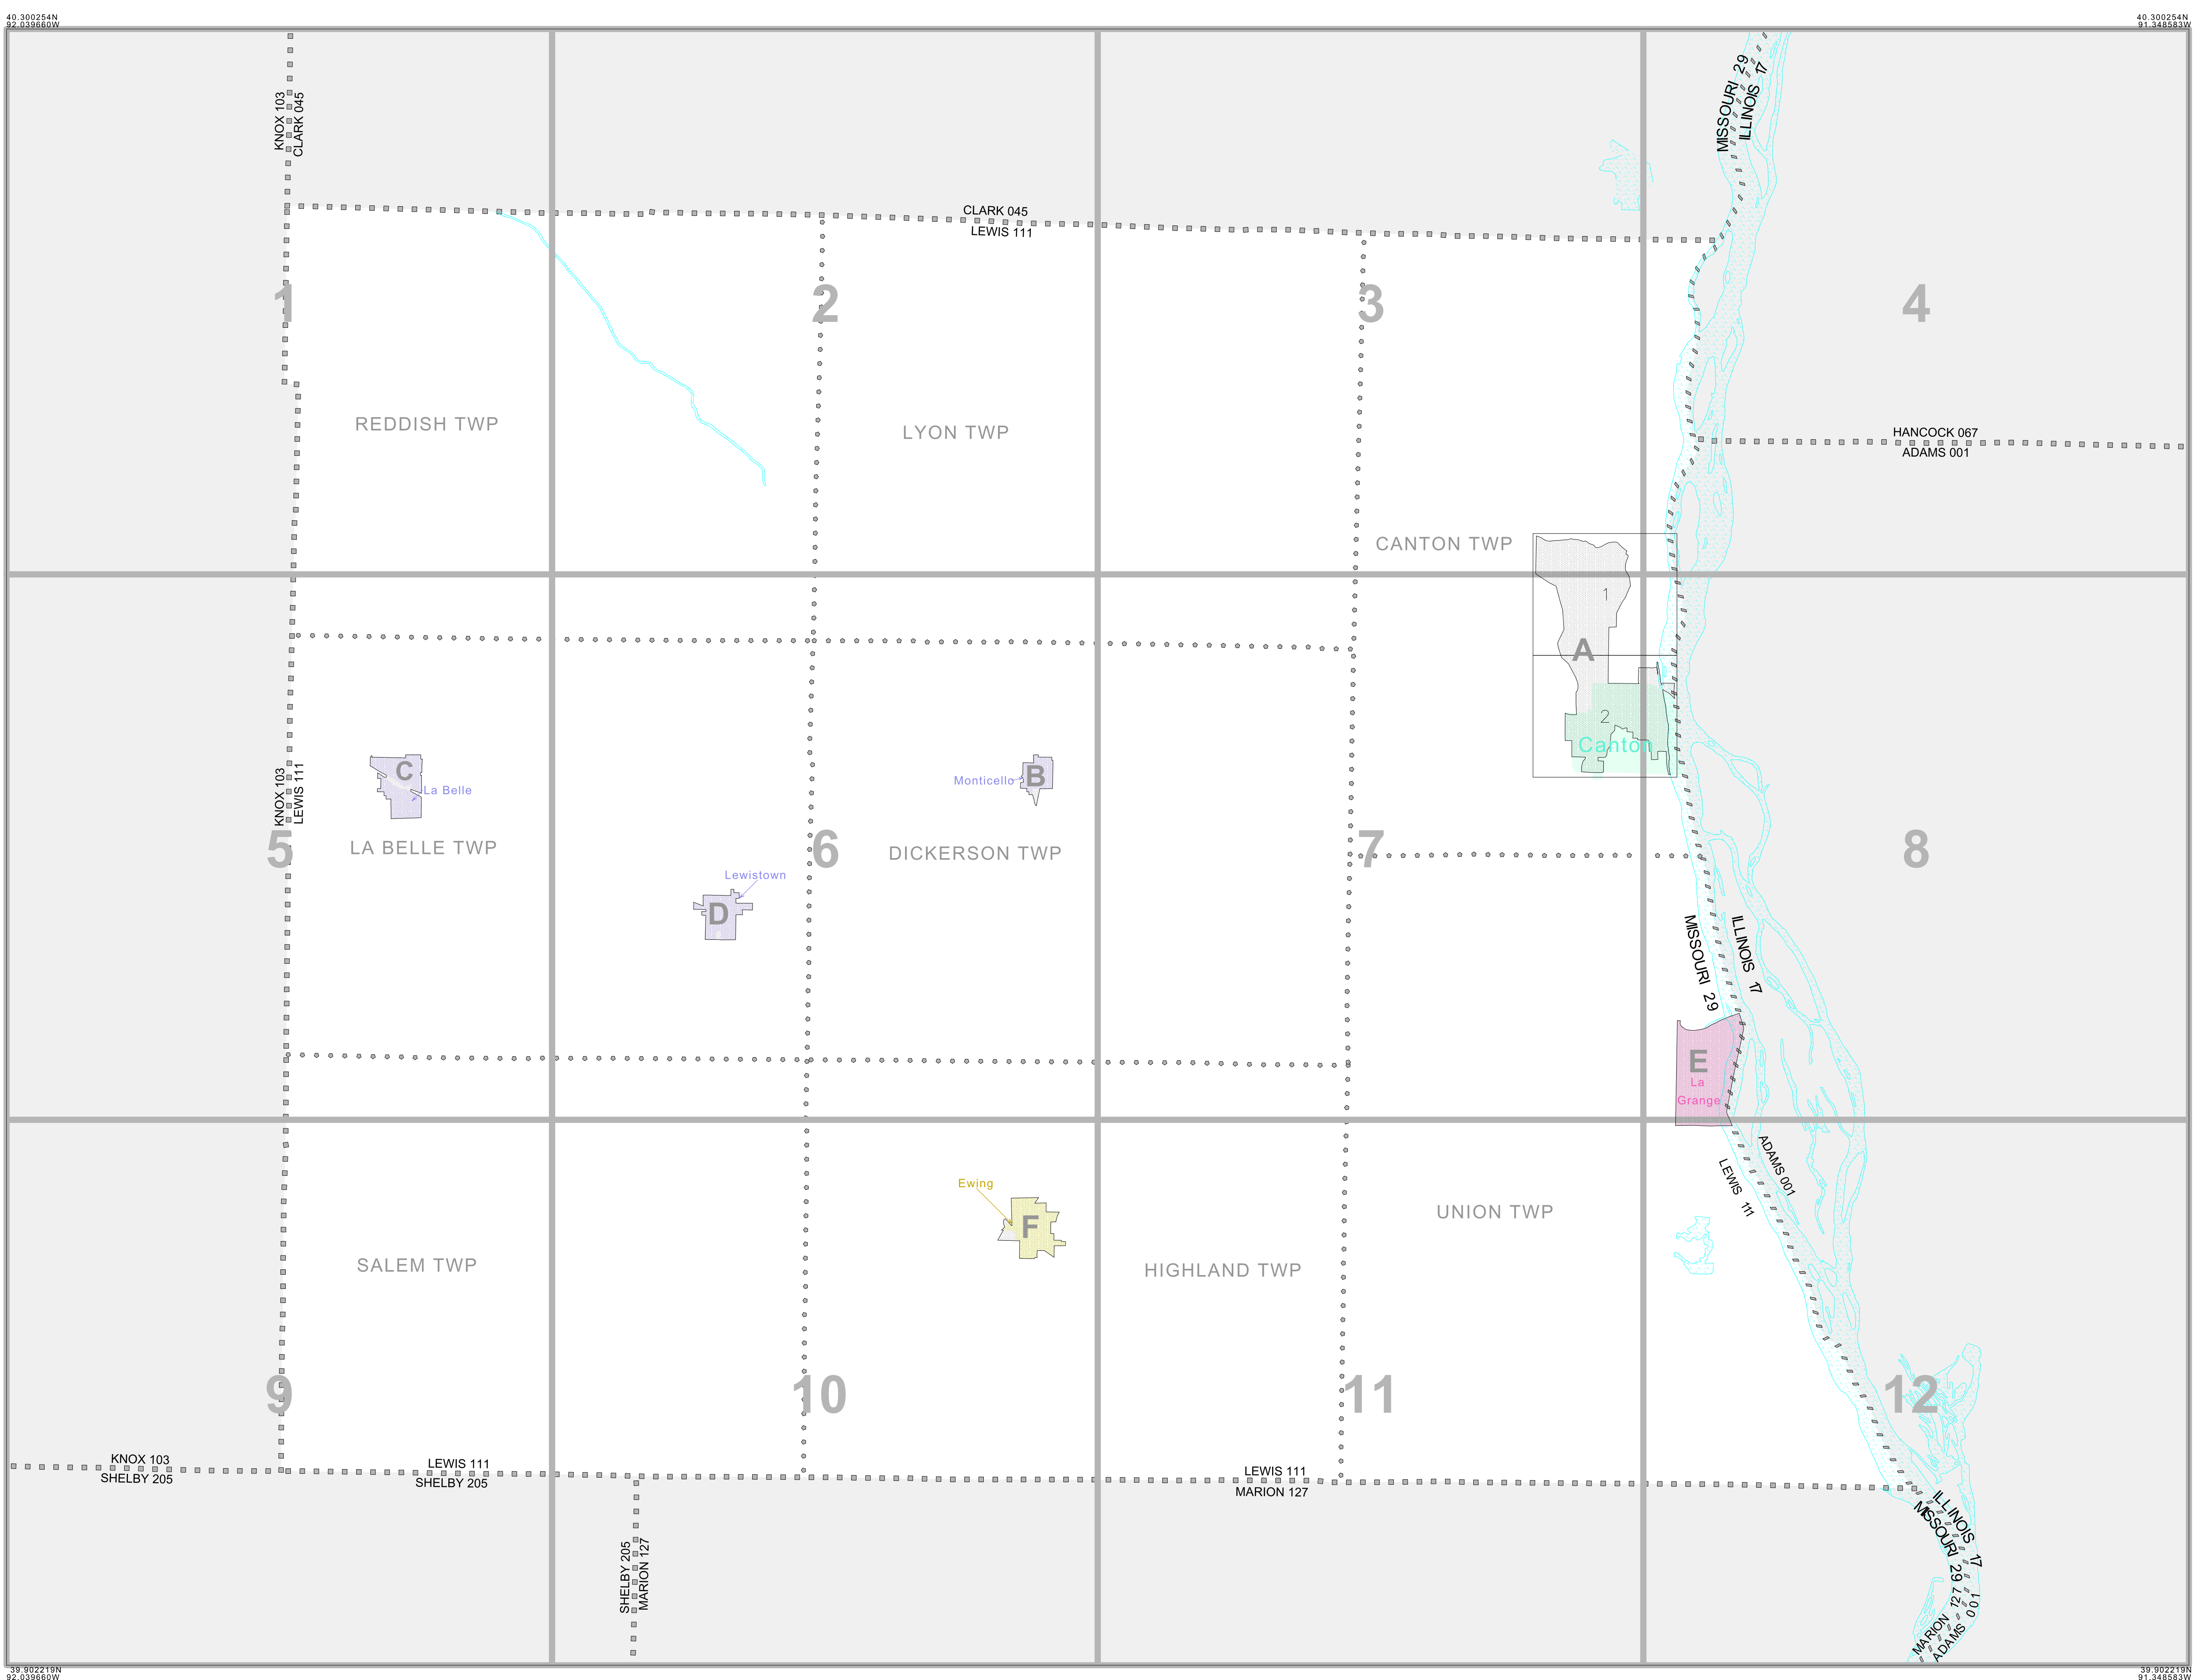 40.300254N
92.039660W
40.300254N
91.348583W
KNOX 103
CLARK 045
MISSOURI 29
ILLINOIS 17
CLARK 045
LEWIS 111
1
2
3
4
REDDISH TWP
LYON TWP
HANCOCK 067
ADAMS 001
CANTON TWP
1
A
2
Canton
C
La Belle
Monticello
B
KNOX 103
LEWIS 111
5
LA BELLE TWP
6
DICKERSON TWP
7
8
Lewistown
D
MISSOURI 29
ILLINOIS 17
E
La
Grange
ADAMS 001
LEWIS 111
Ewing
F
UNION TWP
SALEM TWP
HIGHLAND TWP
9
10
11
12
KNOX 103
SHELBY 205
LEWIS 111
SHELBY 205
LEWIS 111
MARION 127
ILLINOIS 17
MISSOURI 29
SHELBY 205
MARION 127
MARION 127
ADAMS 001
39.902219N
92.039660W
39.902219N
91.348583W